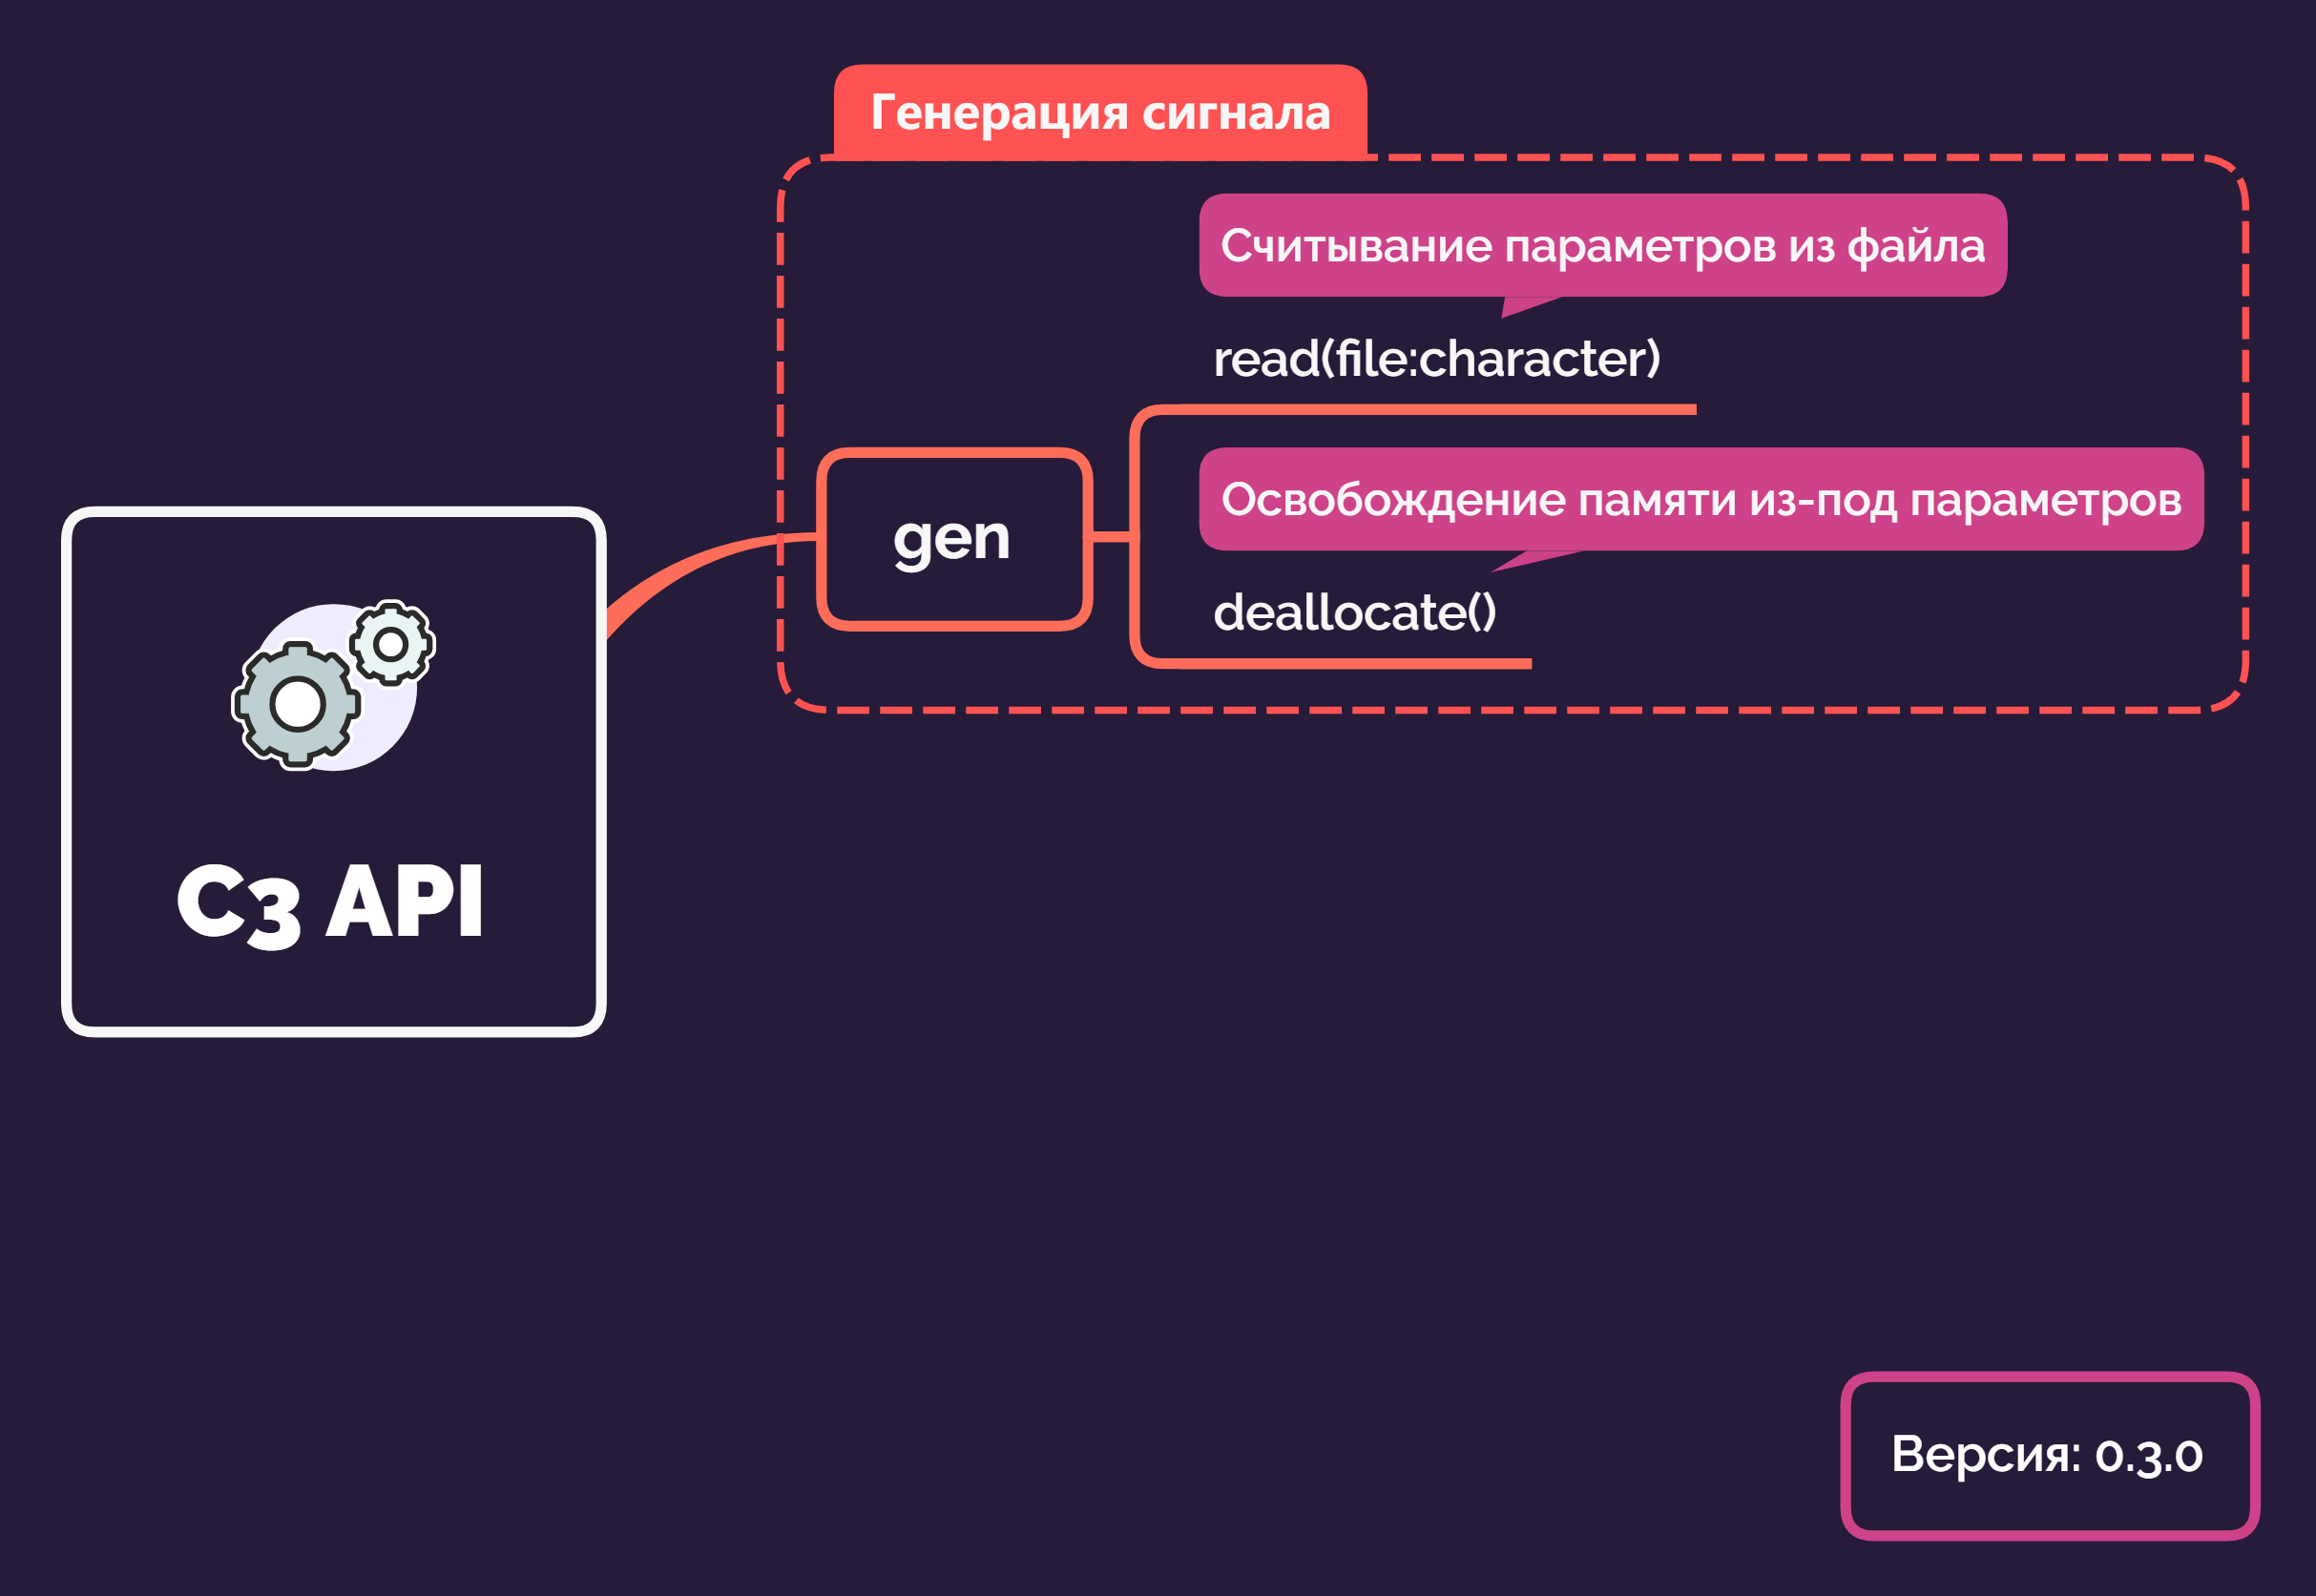 Генерация сигнала
Считывание параметров из файла
read(file:character)
gen
Освобождение памяти из-под параметров
deallocate()
C3 API
Версия: 0.3.0